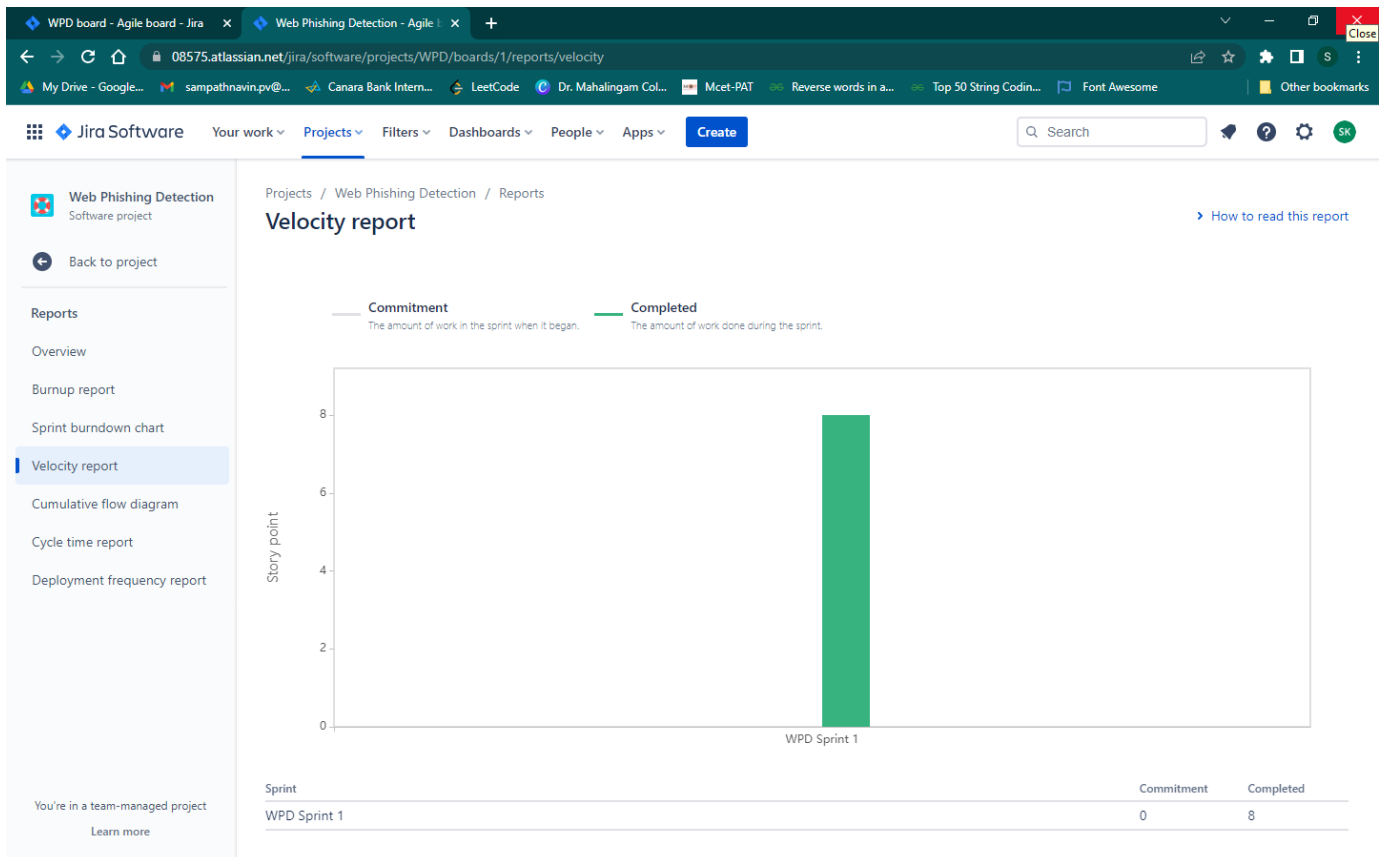 WPD board - Agile board - Jira
Web Phishing Detection - Agile b
Close
08575.atlassian.net/jira/software/projects/WPD/boards/1/reports/velocity
S
My Drive - Google... sampathnavin.pv@... Canara Bank Intern... LeetCode Dr. Mahalingam Col... Mcet-PAT Reverse words in a... Top 50 String Codin... Font Awesome Other bookmarks
Jira Software Your work Projects Filters Dashboards People Apps Create Search SK
Web Phishing Detection
Software project
Back to project
Reports
Overview
Burnup report
Sprint burndown chart
Velocity report
Cumulative flow diagram
Cycle time report
Deployment frequency report
You're in a team-managed project
Learn more
Projects / Web Phishing Detection / Reports
Velocity report
How to read this report
Commitment
The amount of work in the sprint when it began.
Completed
The amount of work done during the sprint.
Story point
8
6
4
2
0
WPD Sprint 1
Sprint Commitment Completed
WPD Sprint 1 0 8